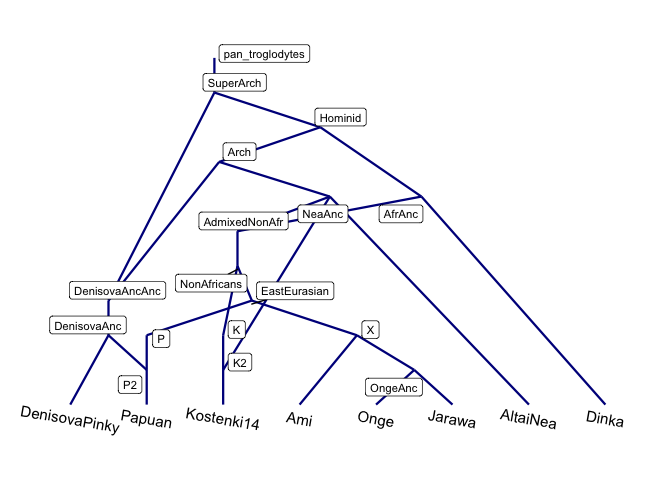 pan_troglodytes
SuperArch
Hominid
Arch
NeaAnc
AfrAnc
AdmixedNonAfr
NonAfricans
EastEurasian
DenisovaAncAnc
DenisovaAnc
P
K
X
K2
P2
OngeAnc
DenisovaPinky
Papuan
Kostenki14
Ami
Onge
Jarawa
AltaiNea
Dinka